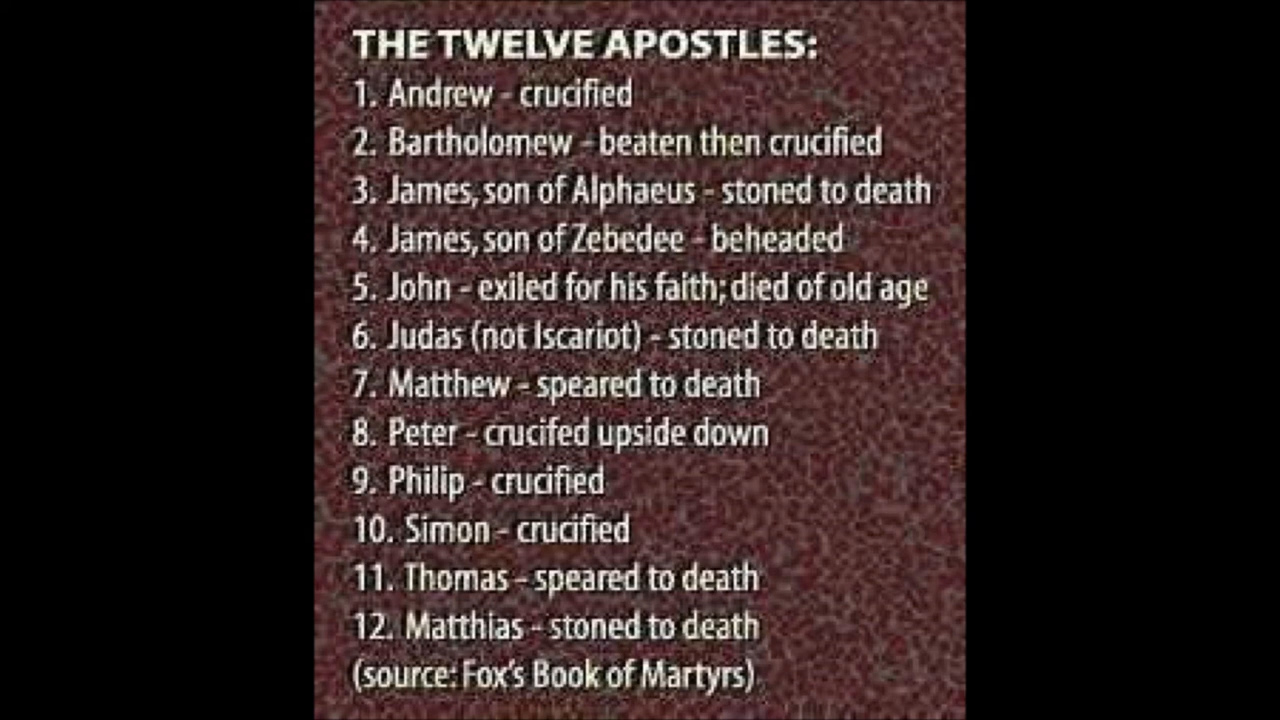 THE TWELVE APOSTLES:
1. Andrew - crucified
2. Bartholomew - beaten then crucified
3. James, son of Alphaeus - stoned to death
4. James, son of Zebedee - beheaded
5. John - exiled for his faith; died of old age
6. Judas (not Iscariot) - stoned to death
7. Matthew - speared to death
8. Peter - crucifed upside down
9. Philip - crucified
10. Simon - crucified
11. Thomas - speared to death
12. Matthias - stoned to death
(source: Fox's Book of Martyrs)